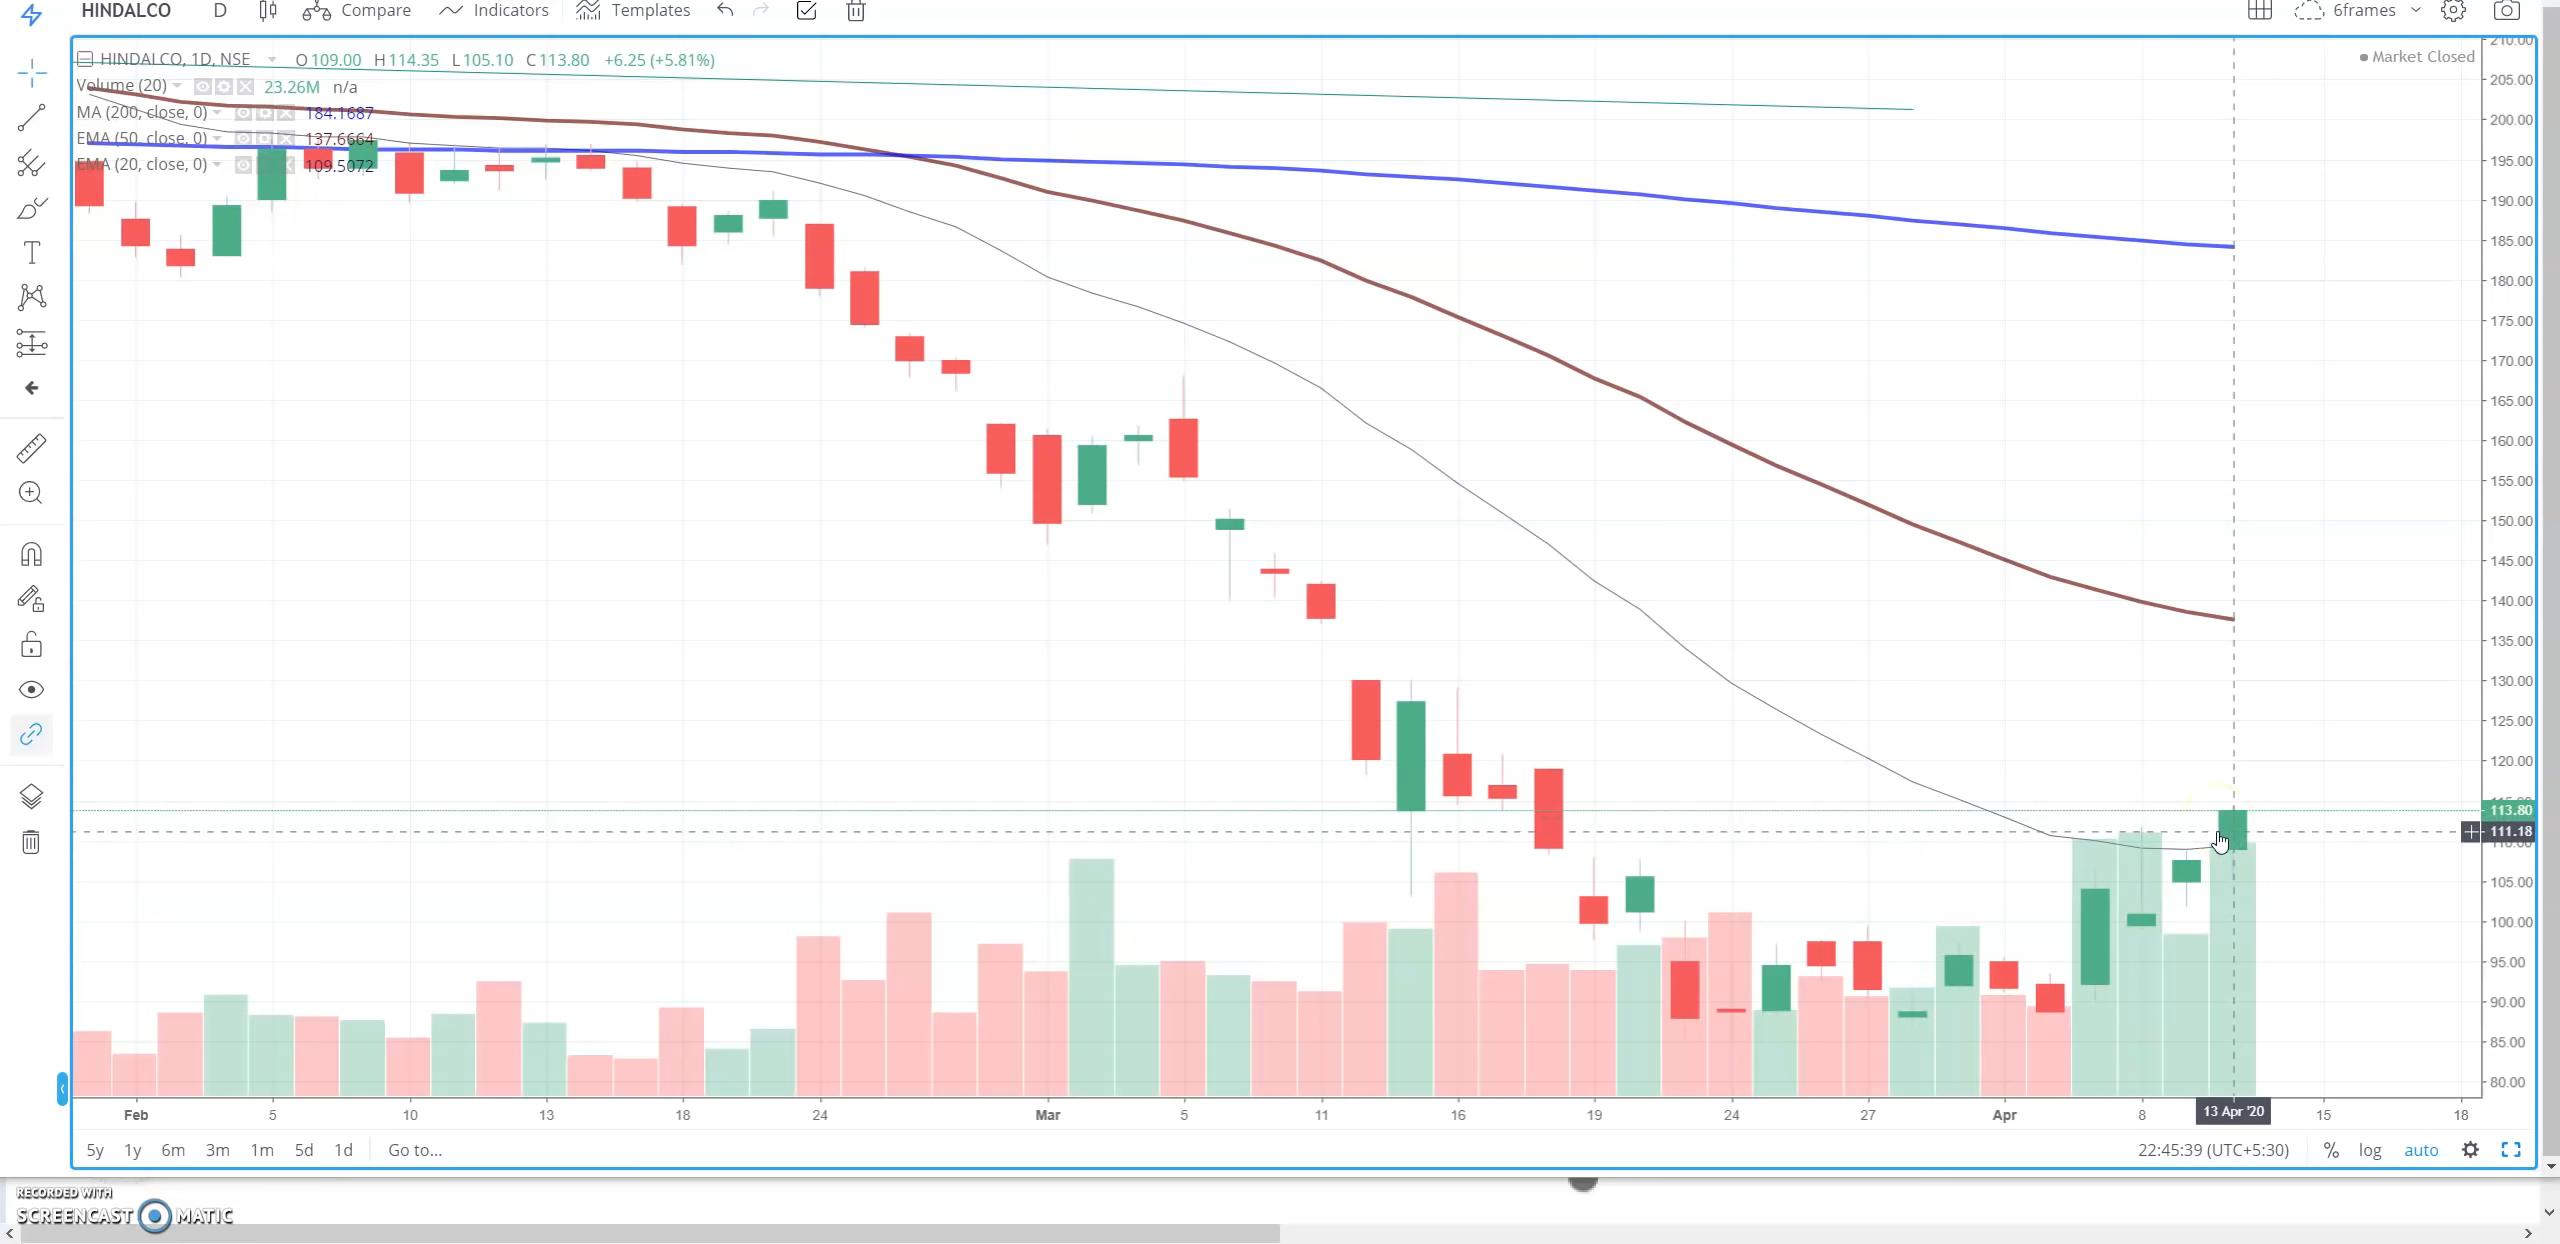 HINDALCO D Compare Indicators Templates 6frames
HINDALCO, 1D, NSE O109.00 H114.35 L105.10 C113.80 +6.25 (+5.81%)
Market Closed
Volume (20) 23.26M n/a
MA (200, close, 0) 184.1687
EMA (50, close, 0) 137.6664
EMA (20, close, 0) 109.5072
210.00
205.00
200.00
195.00
190.00
185.00
180.00
175.00
170.00
165.00
160.00
155.00
150.00
145.00
140.00
135.00
130.00
125.00
120.00
113.80
111.18
105.00
100.00
95.00
90.00
85.00
80.00
Feb 5 10 13 18 24 Mar 5 11 16 19 24 27 Apr 8 13 Apr '20 15 18
5y 1y 6m 3m 1m 5d 1d Go to... 22:45:39 (UTC+5:30) % log auto
RECORDED WITH
SCREENCAST MATIC